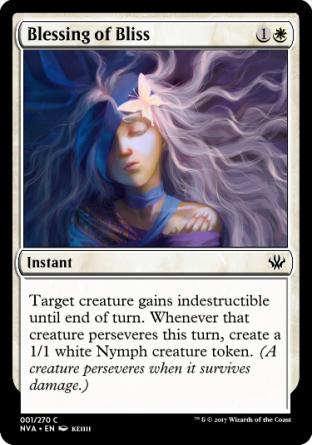 Blessing of Bliss 1
Instant
Target creature gains indestructible
until end of turn. Whenever that
creature perseveres this turn, create a
1/1 white Nymph creature token. (A
creature perseveres when it survives
damage.)
001/270 C
NVA • EN KEIIII
™ & © 2017 Wizards of the Coast